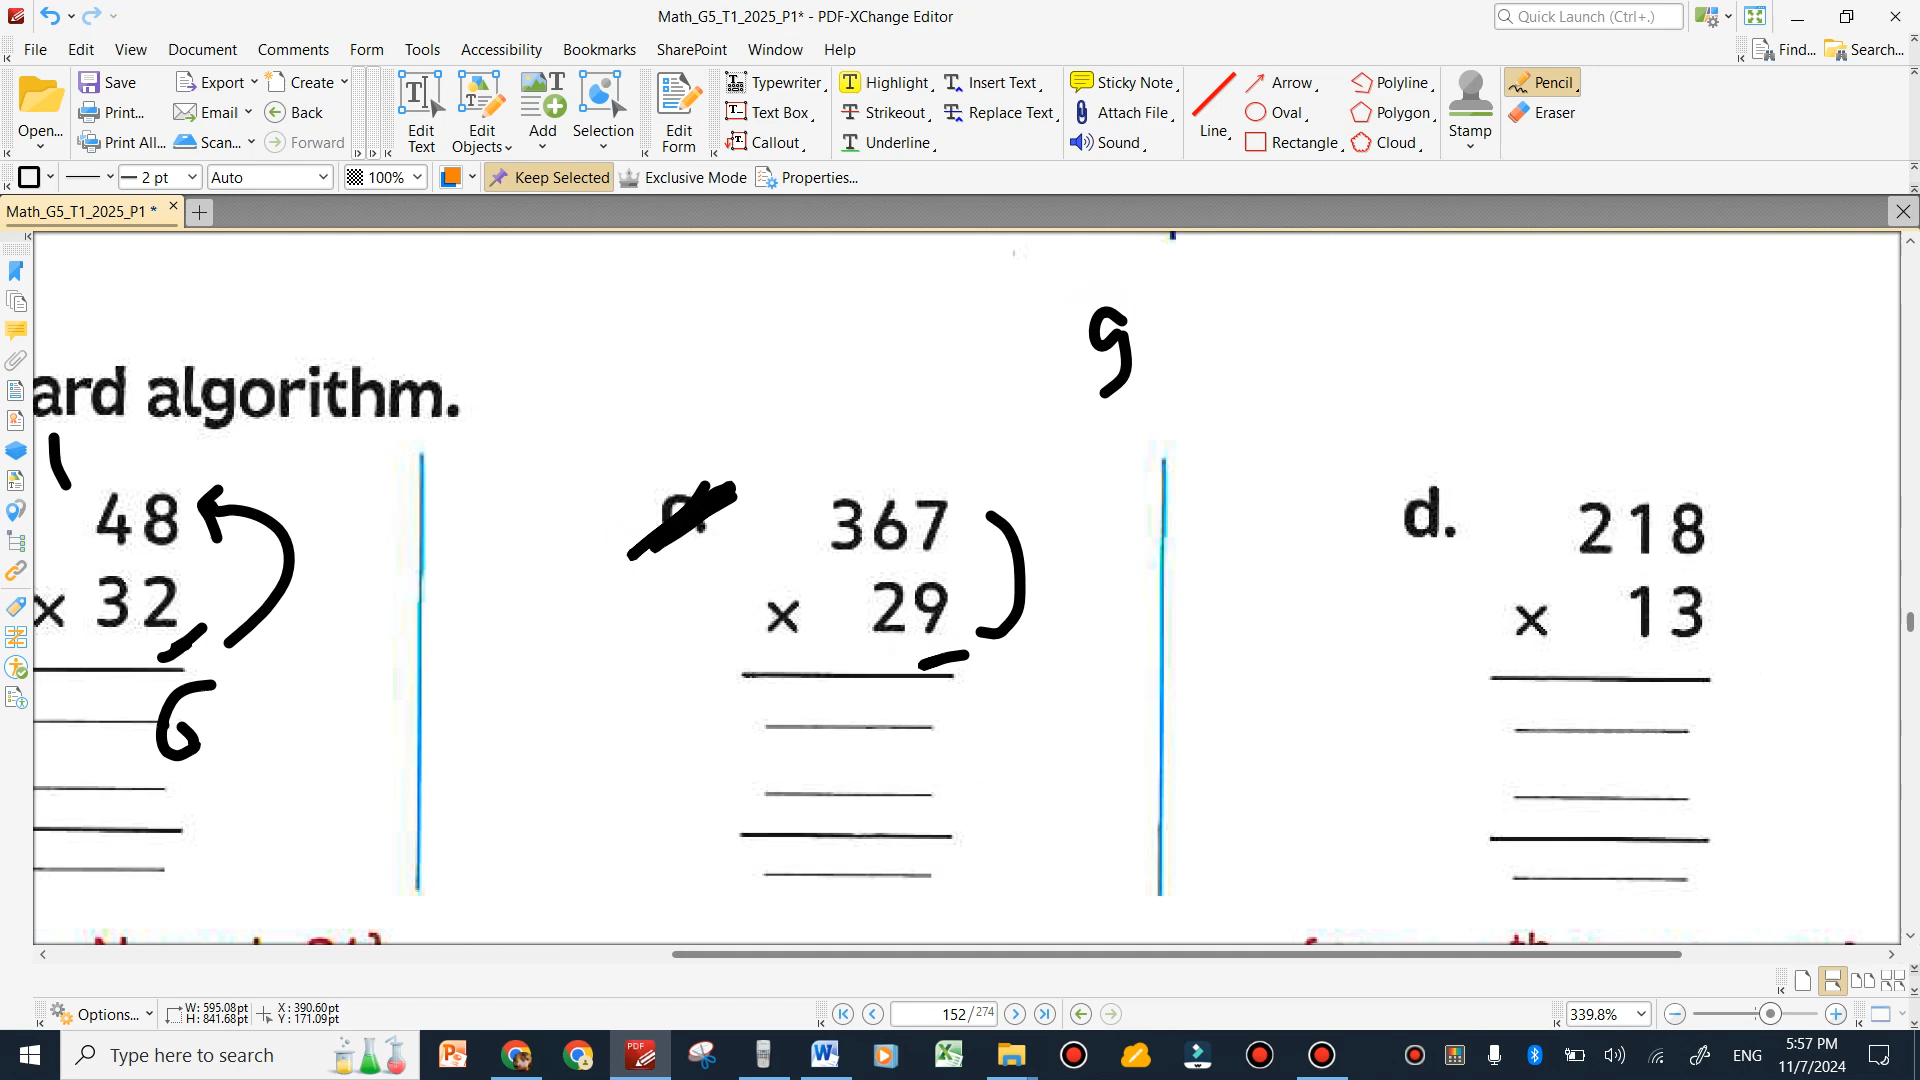 Math_G5_T1_2025_P1* - PDF-XChange Editor
Quick Launch (Ctrl+.)
File Edit View Document Comments Form Tools Accessibility Bookmarks SharePoint Window Help
Find... Search...
Open... Save Export Create
Print... Email Back
Print All... Scan... Forward
Edit Text
Edit Objects
Add
Selection
Edit Form
Typewriter Highlight Insert Text
Text Box Strikeout Replace Text
Callout Underline
Sticky Note
Attach File
Sound
Line
Arrow Polyline
Oval Polygon
Rectangle Cloud
Stamp
Pencil
Eraser
2 pt Auto 100% Keep Selected Exclusive Mode Properties...
Math_G5_T1_2025_P1 *
9
ard algorithm.
1
48
× 32
6
367
× 29
d. 218
× 13
Options... W: 595.08pt H: 841.68pt X: 390.60pt Y: 171.09pt
152 / 274
339.8%
Type here to search
PDF
ENG
5:57 PM
11/7/2024